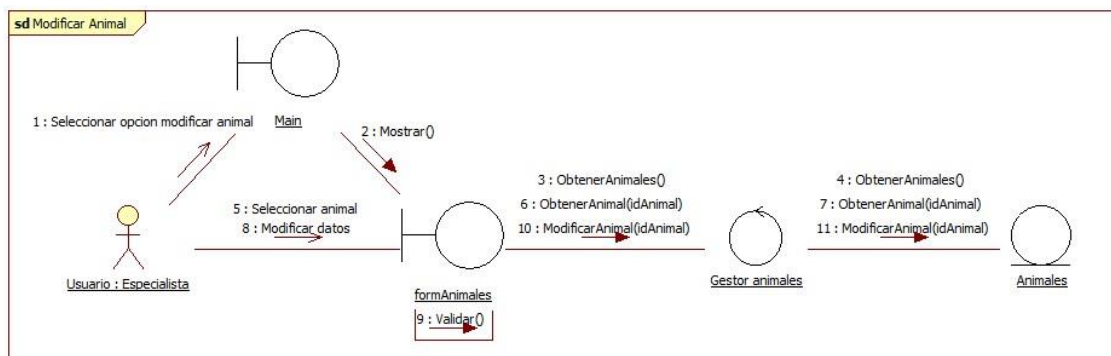 sd Modificar Animal
1 : Seleccionar opcion modificar animal
Main
2 : Mostrar()
3 : ObtenerAnimales()
6 : ObtenerAnimal(idAnimal)
10 : ModificarAnimal(idAnimal)
4 : ObtenerAnimales()
7 : ObtenerAnimal(idAnimal)
11 : ModificarAnimal(idAnimal)
5 : Seleccionar animal
8 : Modificar datos
Usuario : Especialista
formAnimales
9 : Validar()
Gestor animales
Animales